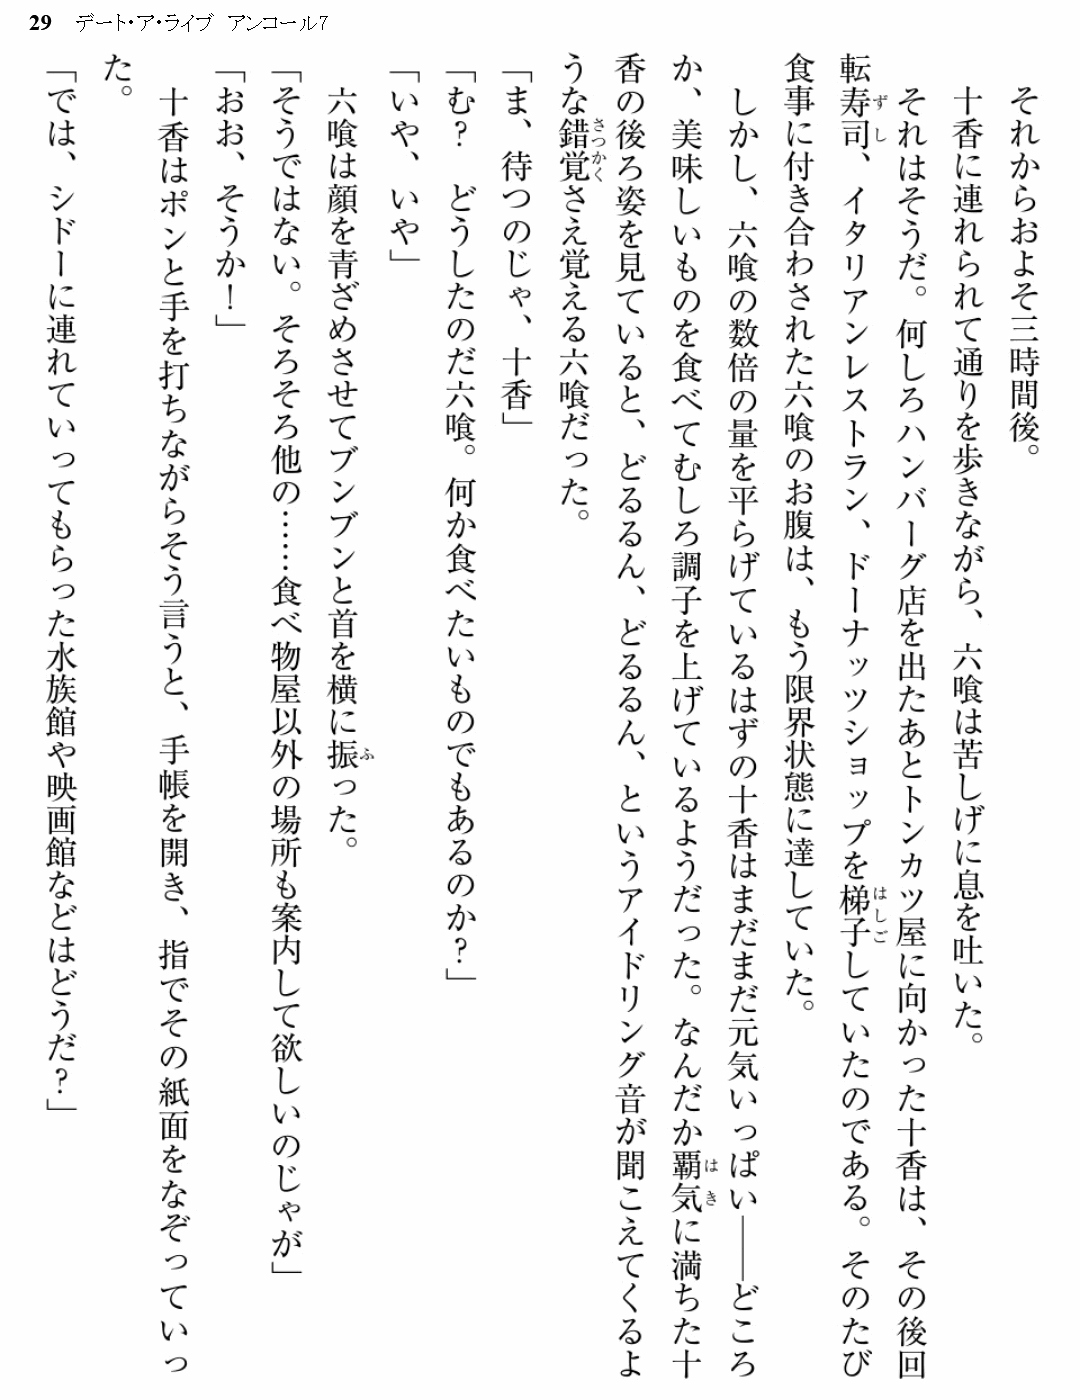 29 デート・ア・ライブ アンコール7
それからおよそ三時間後。
十香に連れられて通りを歩きながら、六喰は苦しげに息を吐いた。
それはそうだ。何しろハンバーグ店を出たあとトンカツ屋に向かった十香は、その後回
転寿司、イタリアンレストラン、ドーナッツショップを梯子していたのである。そのたび
食事に付き合わされた六喰のお腹は、もう限界状態に達していた。
しかし、六喰の数倍の量を平らげているはずの十香はまだまだ元気いっぱい――どころ
か、美味しいものを食べてむしろ調子を上げているようだった。なんだか覇気に満ちた十
香の後ろ姿を見ていると、どるるん、どるるん、というアイドリング音が聞こえてくるよ
うな錯覚さえ覚える六喰だった。
「ま、待つのじゃ、十香」
「む? どうしたのだ六喰。何か食べたいものでもあるのか?」
「いや、いや」
六喰は顔を青ざめさせてブンブンと首を横に振った。
「そうではない。そろそろ他の……食べ物屋以外の場所も案内して欲しいのじゃが」
「おお、そうか!」
十香はポンと手を打ちながらそう言うと、手帳を開き、指でその紙面をなぞっていっ
た。
「では、シドーに連れていってもらった水族館や映画館などはどうだ?」